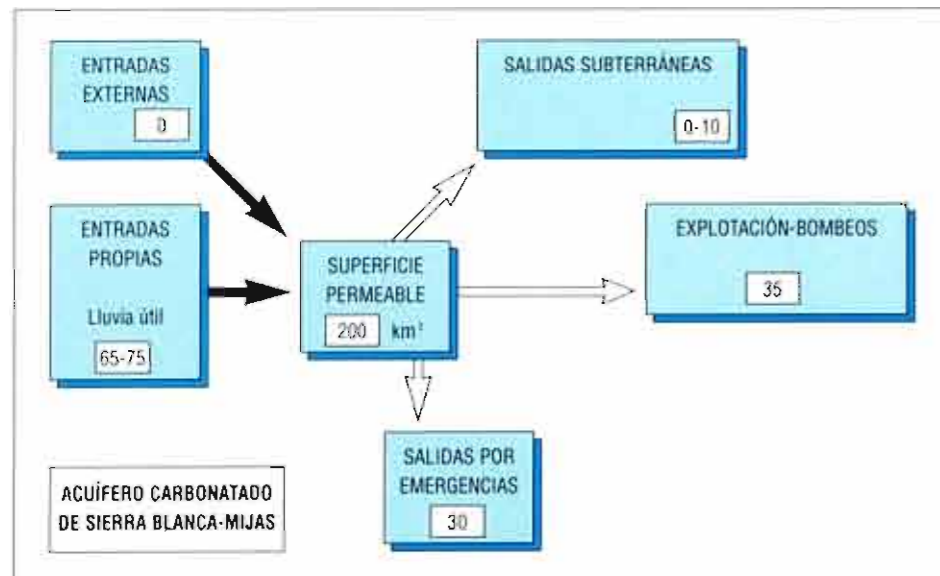 ENTRADAS
EXTERNAS
0
SALIDAS SUBTERRÁNEAS
0-10
ENTRADAS
PROPIAS
Lluvia útil
65-75
SUPERFICIE
PERMEABLE
200 km²
EXPLOTACIÓN-BOMBEOS
35
SALIDAS POR
EMERGENCIAS
30
ACUÍFERO CARBONATADO
DE SIERRA BLANCA-MIJAS